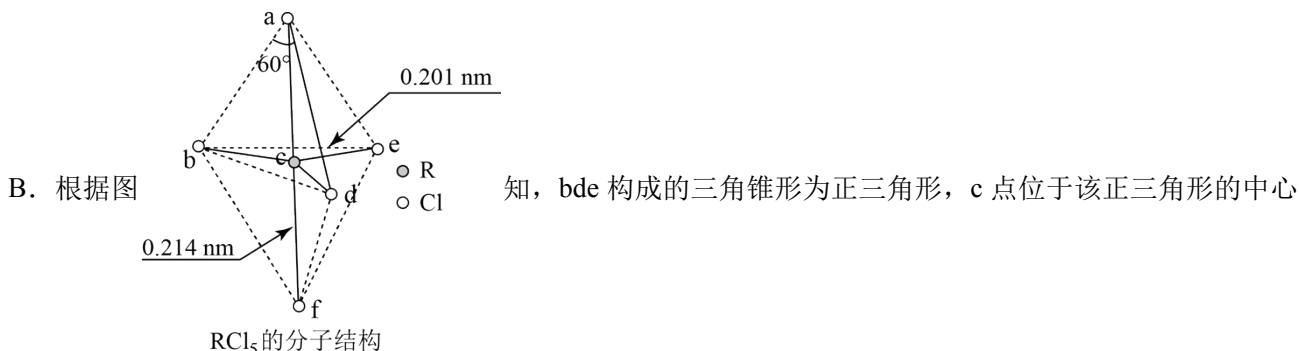 a
60°
0.201 nm
b
e
c
R
B．根据图
d
知，bde 构成的三角锥形为正三角形，c 点位于该正三角形的中心
Cl
0.214 nm
f
RCl₅的分子结构